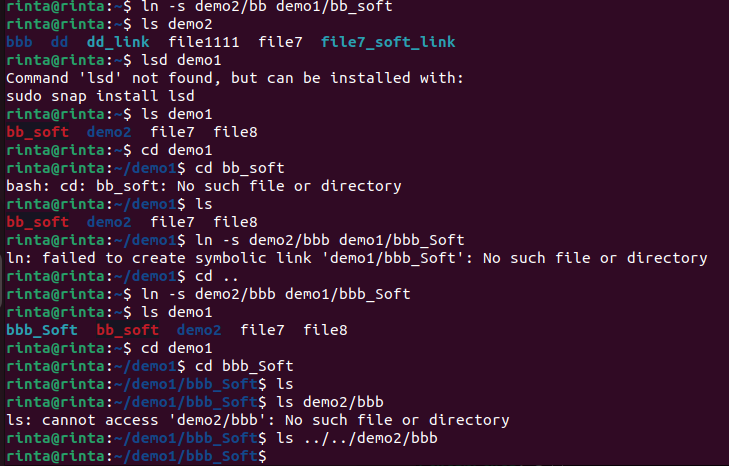 rinta@rinta:~$ ln -s demo2/bb demo1/bb_soft
rinta@rinta:~$ ls demo2
bbb  dd  dd_link  file1111  file7  file7_soft_link
rinta@rinta:~$ lsd demo1
Command 'lsd' not found, but can be installed with:
sudo snap install lsd
rinta@rinta:~$ ls demo1
bb_soft  demo2  file7  file8
rinta@rinta:~$ cd demo1
rinta@rinta:~/demo1$ cd bb_soft
bash: cd: bb_soft: No such file or directory
rinta@rinta:~/demo1$ ls
bb_soft  demo2  file7  file8
rinta@rinta:~/demo1$ ln -s demo2/bbb demo1/bbb_Soft
ln: failed to create symbolic link 'demo1/bbb_Soft': No such file or directory
rinta@rinta:~/demo1$ cd ..
rinta@rinta:~$ ln -s demo2/bbb demo1/bbb_Soft
rinta@rinta:~$ ls demo1
bbb_Soft  bb_soft  demo2  file7  file8
rinta@rinta:~$ cd demo1
rinta@rinta:~/demo1$ cd bbb_Soft
rinta@rinta:~/demo1/bbb_Soft$ ls
rinta@rinta:~/demo1/bbb_Soft$ ls demo2/bbb
ls: cannot access 'demo2/bbb': No such file or directory
rinta@rinta:~/demo1/bbb_Soft$ ls ../../demo2/bbb
rinta@rinta:~/demo1/bbb_Soft$